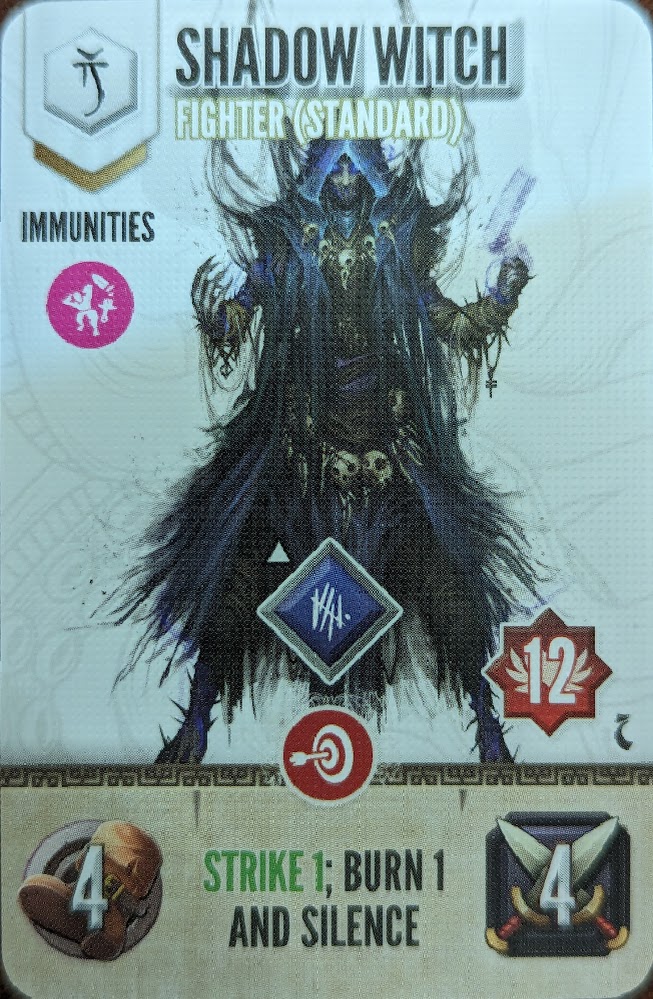 SHADOW WITCH
FIGHTER (STANDARD)
IMMUNITIES
12
4
STRIKE 1; BURN 1
AND SILENCE
4